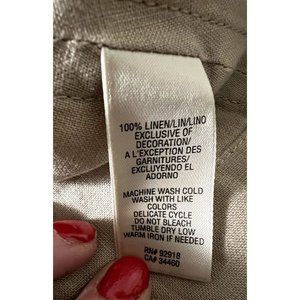 100% LINEN/LIN/LINO
EXCLUSIVE OF
DECORATION/
A L'EXCEPTION DES
GARNITURES/
EXCLUYENDO EL
ADORNO
MACHINE WASH COLD
WASH WITH LIKE
COLORS
DELICATE CYCLE
DO NOT BLEACH
TUMBLE DRY LOW
WARM IRON IF NEEDED
RN# 92918
CA# 34460